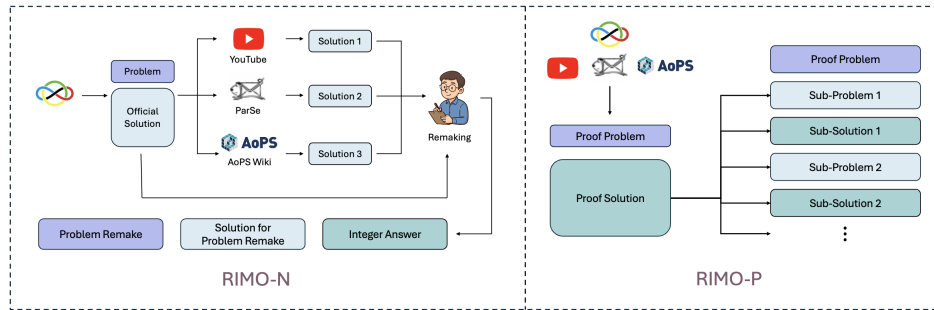 Problem
Official
Solution
YouTube
ParSe
AoPS
AoPS Wiki
Solution 1
Solution 2
Solution 3
Remaking
Problem Remake
Solution for
Problem Remake
Integer Answer
RIMO-N
AoPS
Proof Problem
Proof Solution
Proof Problem
Sub-Problem 1
Sub-Solution 1
Sub-Problem 2
Sub-Solution 2
RIMO-P